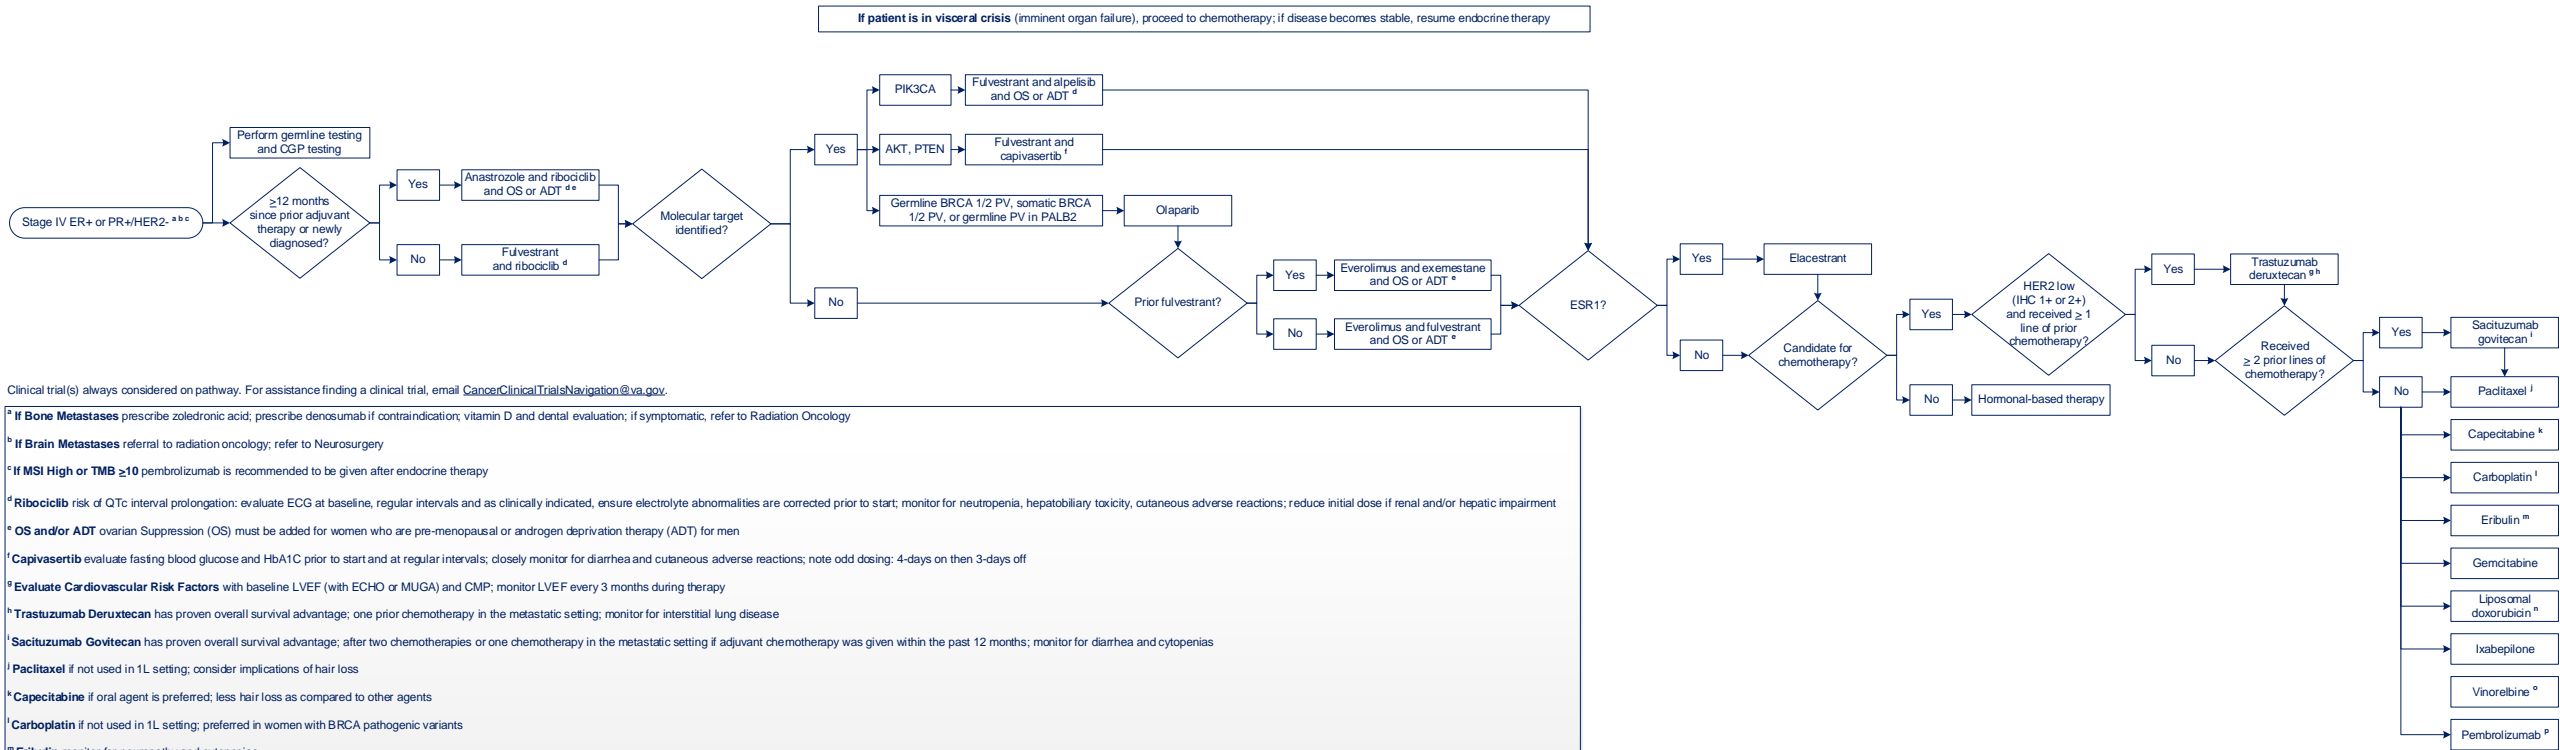 If patient is in visceral crisis (imminent organ failure), proceed to chemotherapy; if disease becomes stable, resume endocrine therapy
Stage IV ER+ or PR+/HER2- a b c
Perform germline testing
and CGP testing
≥12 months
since prior adjuvant
therapy or newly
diagnosed?
Yes
Anastrozole and ribociclib
and OS or ADT d e
No
Fulvestrant
and ribociclib d
Molecular target
identified?
Yes
PIK3CA
Fulvestrant and alpelisib
and OS or ADT d
AKT, PTEN
Fulvestrant and
capivasertib f
Germline BRCA 1/2 PV, somatic BRCA
1/2 PV, or germline PV in PALB2
Olaparib
No
Prior fulvestrant?
Yes
Everolimus and exemestane
and OS or ADT e
No
Everolimus and fulvestrant
and OS or ADT e
ESR1?
Yes
Elacestrant
No
Candidate for
chemotherapy?
Yes
No
Hormonal-based therapy
HER2 low
(IHC 1+ or 2+)
and received ≥ 1
line of prior
chemotherapy?
Yes
Trastuzumab
deruxtecan g h
No
Received
≥ 2 prior lines of
chemotherapy?
Yes
Sacituzumab
govitecan i
No
Paclitaxel j
Capecitabine k
Carboplatin l
Eribulin m
Gemcitabine
Liposomal
doxorubicin n
Ixabepilone
Vinorelbine o
Pembrolizumab p
Clinical trial(s) always considered on pathway. For assistance finding a clinical trial, email CancerClinicalTrialsNavigation@va.gov.
a If Bone Metastases prescribe zoledronic acid; prescribe denosumab if contraindication; vitamin D and dental evaluation; if symptomatic, refer to Radiation Oncology
b If Brain Metastases referral to radiation oncology; refer to Neurosurgery
c If MSI High or TMB ≥10 pembrolizumab is recommended to be given after endocrine therapy
d Ribociclib risk of QTc interval prolongation: evaluate ECG at baseline, regular intervals and as clinically indicated, ensure electrolyte abnormalities are corrected prior to start; monitor for neutropenia, hepatobiliary toxicity, cutaneous adverse reactions; reduce initial dose if renal and/or hepatic impairment
e OS and/or ADT ovarian Suppression (OS) must be added for women who are pre-menopausal or androgen deprivation therapy (ADT) for men
f Capivasertib evaluate fasting blood glucose and HbA1C prior to start and at regular intervals; closely monitor for diarrhea and cutaneous adverse reactions; note odd dosing: 4-days on then 3-days off
g Evaluate Cardiovascular Risk Factors with baseline LVEF (with ECHO or MUGA) and CMP; monitor LVEF every 3 months during therapy
h Trastuzumab Deruxtecan has proven overall survival advantage; one prior chemotherapy in the metastatic setting; monitor for interstitial lung disease
i Sacituzumab Govitecan has proven overall survival advantage; after two chemotherapies or one chemotherapy in the metastatic setting if adjuvant chemotherapy was given within the past 12 months; monitor for diarrhea and cytopenias
j Paclitaxel if not used in 1L setting; consider implications of hair loss
k Capecitabine if oral agent is preferred; less hair loss as compared to other agents
l Carboplatin if not used in 1L setting; preferred in women with BRCA pathogenic variants